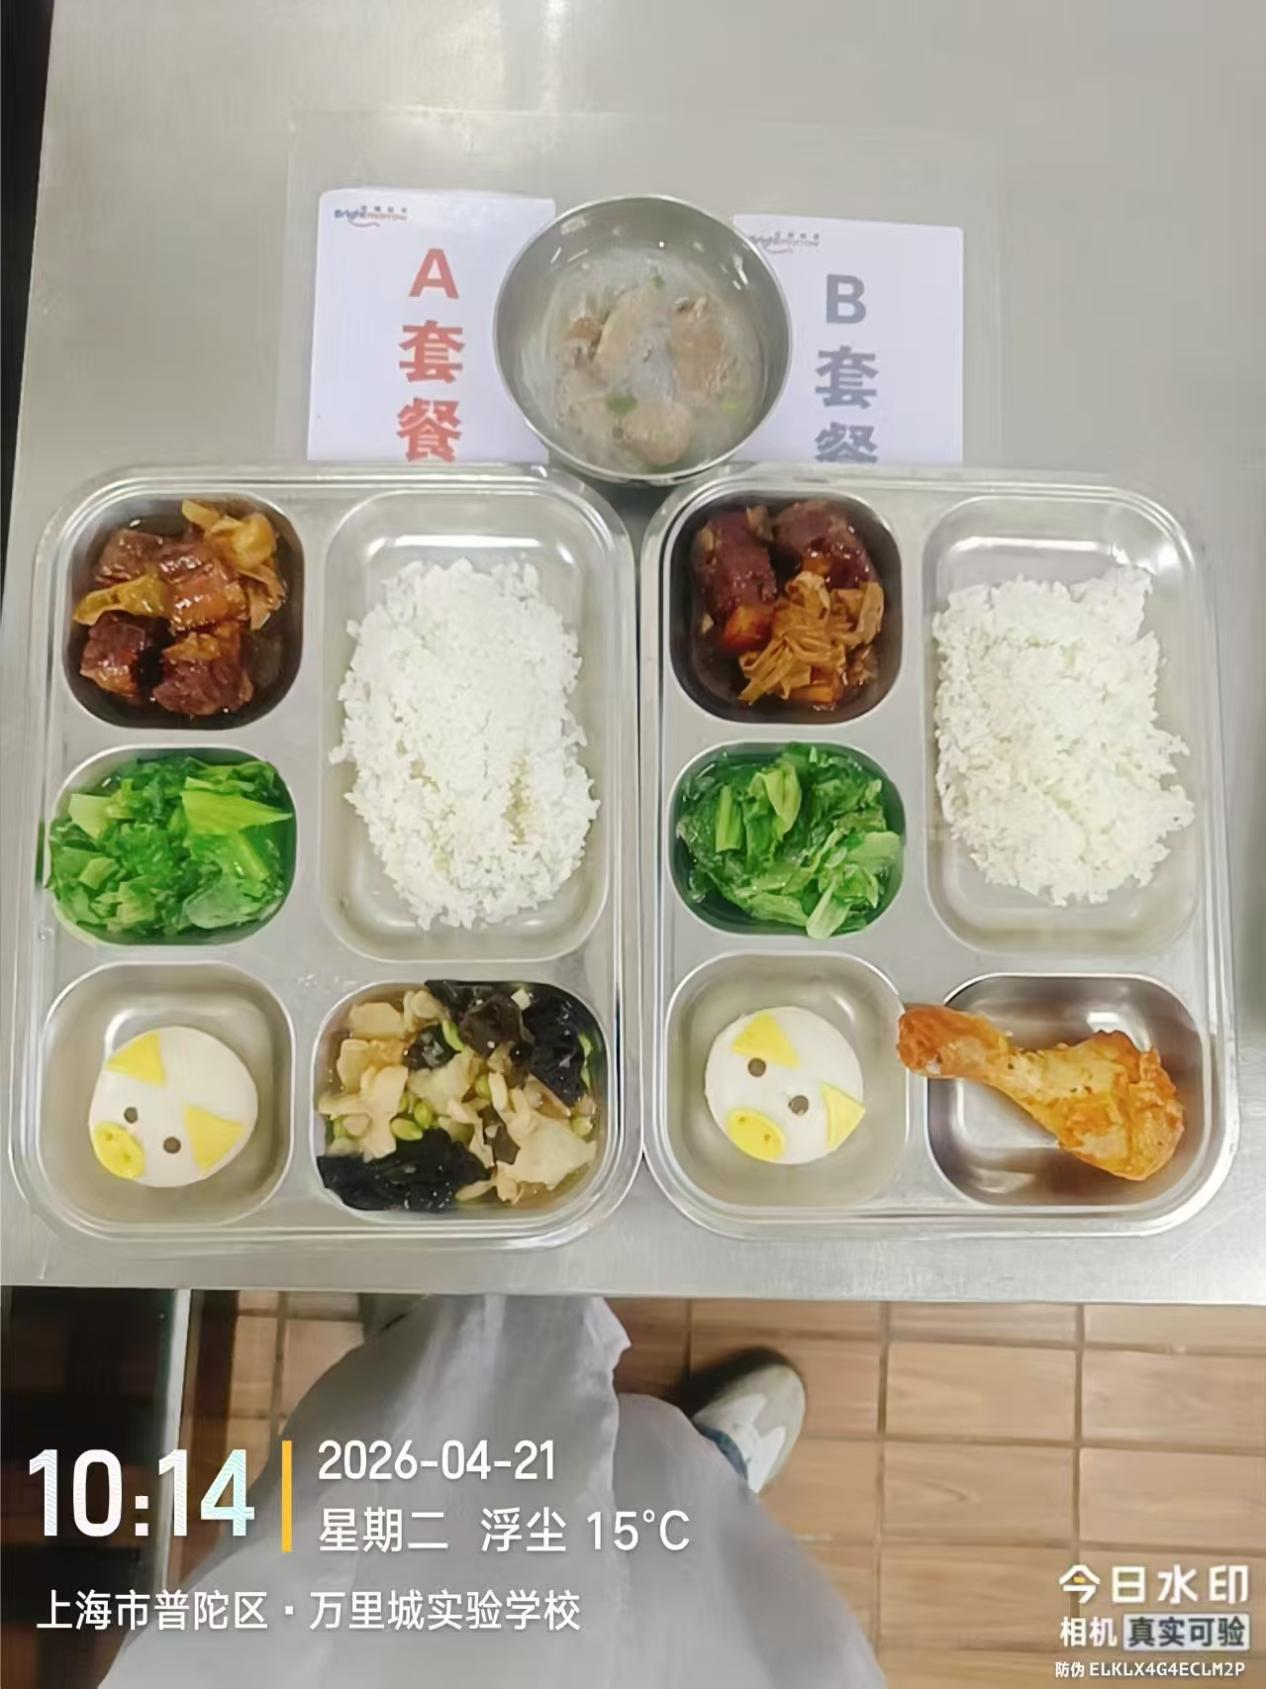 Brightmorrow
A
套
餐
Brightmorrow
B
套
餐
10:14
2026-04-21
星期二 浮尘 15°C
上海市普陀区·万里城实验学校
今日水印
相机 真实可验
防伪 ELKLX4G4ECLM2P